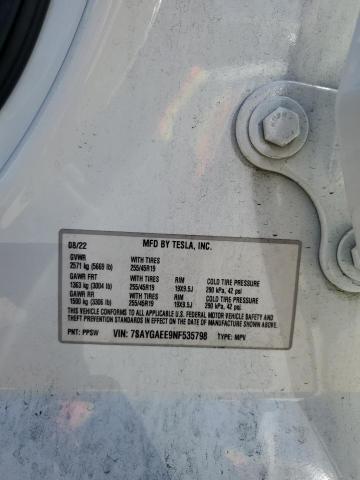 08/22 MFD BY TESLA, INC.
GVWR WITH TIRES
2571 kg (5669 lb) 255/45R19
GAWR FRT WITH TIRES RIM COLD TIRE PRESSURE
1363 kg (3004 lb) 255/45R19 19X9.5J 290 kPa, 42 psi
GAWR RR WITH TIRES RIM COLD TIRE PRESSURE
1500 kg (3306 lb) 255/45R19 19X9.5J 290 kPa, 42 psi
THIS VEHICLE CONFORMS TO ALL APPLICABLE U.S. FEDERAL MOTOR VEHICLE SAFETY AND
THEFT PREVENTION STANDARDS IN EFFECT ON THE DATE OF MANUFACTURE SHOWN ABOVE.
PNT: PPSW VIN: 7SAYGAEE9NF535798 TYPE: MPV